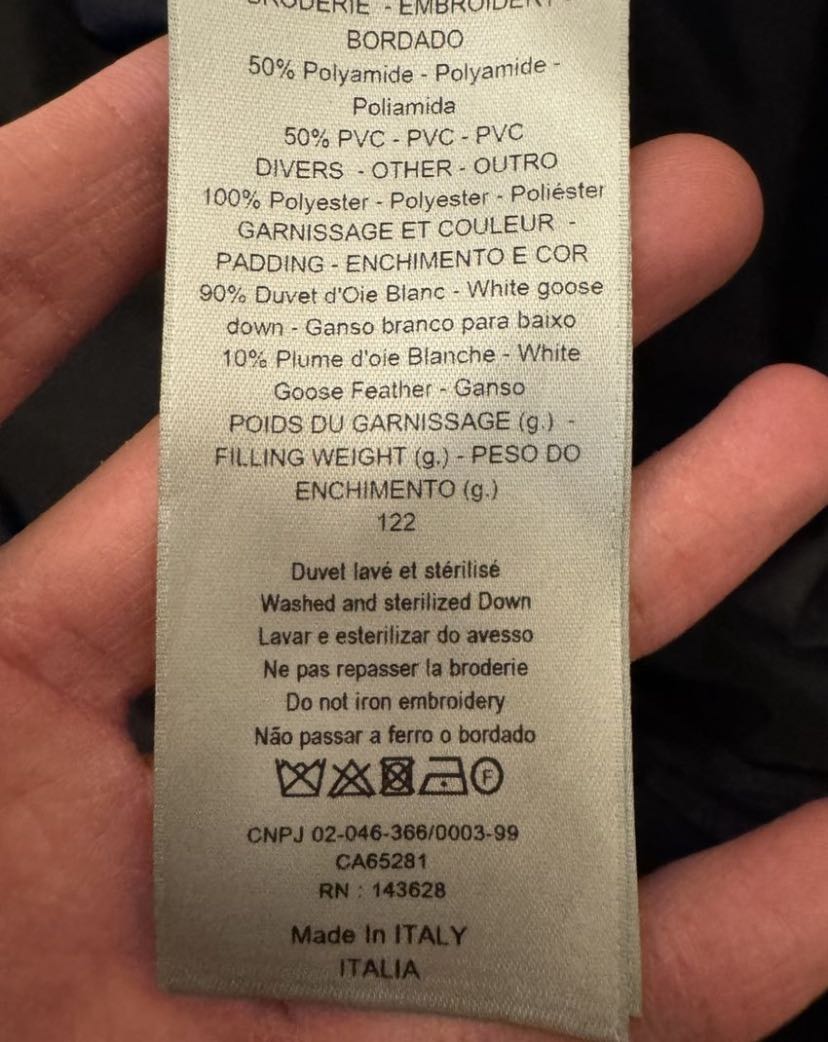 BRODERIE - EMBROIDERY -
BORDADO
50% Polyamide - Polyamide -
Poliamida
50% PVC - PVC - PVC
DIVERS - OTHER - OUTRO
100% Polyester - Polyester - Poliéster
GARNISSAGE ET COULEUR -
PADDING - ENCHIMENTO E COR
90% Duvet d'Oie Blanc - White goose
down - Ganso branco para baixo
10% Plume d'oie Blanche - White
Goose Feather - Ganso
POIDS DU GARNISSAGE (g.) -
FILLING WEIGHT (g.) - PESO DO
ENCHIMENTO (g.)
122
Duvet lavé et stérilisé
Washed and sterilized Down
Lavar e esterilizar do avesso
Ne pas repasser la broderie
Do not iron embroidery
Não passar a ferro o bordado
F
CNPJ 02-046-366/0003-99
CA65281
RN : 143628
Made In ITALY
ITALIA